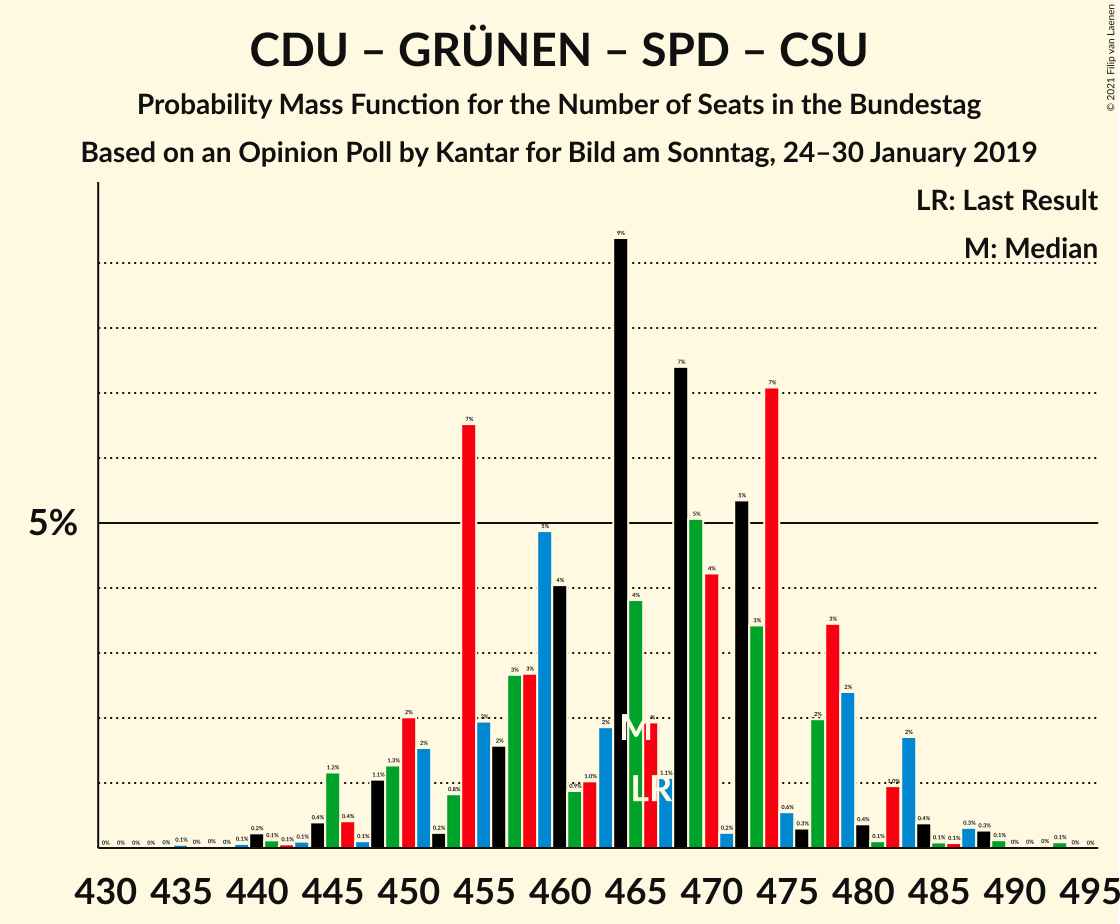 CDU – GRÜNEN – SPD – CSU
Probability Mass Function for the Number of Seats in the Bundestag
Based on an Opinion Poll by Kantar for Bild am Sonntag, 24–30 January 2019
© 2021 Filip van Laenen
LR: Last Result
M: Median
5%
0% 0% 0% 0% 0% 0.1% 0% 0% 0% 0.1% 0.2% 0.1% 0.1% 0.1% 0.4% 1.2% 0.4% 0.1% 1.1% 1.3% 2% 2% 0.2% 0.8% 7% 2% 2% 3% 3% 5% 4% 0.9% 1.0% 2% 9% 4% 2% 1.1% 7% 5% 4% 0.2% 5% 3% 7% 0.6% 0.3% 2% 3% 2% 0.4% 0.1% 1.0% 2% 0.4% 0.1% 0.1% 0.3% 0.3% 0.1% 0% 0% 0% 0.1% 0% 0%
M
LR
430 435 440 445 450 455 460 465 470 475 480 485 490 495